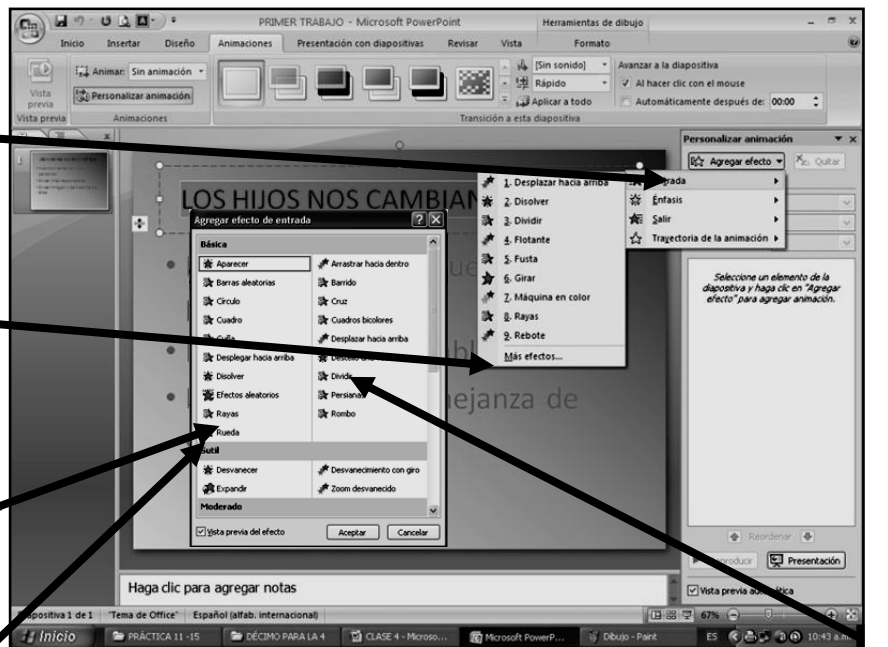 PRIMER TRABAJO - Microsoft PowerPoint
Herramientas de dibujo
Inicio Insertar Diseño Animaciones Presentación con diapositivas Revisar Vista Formato
Vista previa
Animar: Sin animación
Personalizar animación
[Sin sonido]
Rápido
Aplicar a todo
Avanzar a la diapositiva
Al hacer clic con el mouse
Automáticamente después de: 00:00
Vista previa Animaciones Transición a esta diapositiva
Personalizar animación
Agregar efecto Quitar
Énfasis
Salir
Trayectoria de la animación
1. Desplazar hacia arriba
2. Disolver
3. Dividir
4. Flotante
5. Fusta
6. Girar
7. Máquina en color
8. Rayas
9. Rebote
Más efectos...
LOS HIJOS NOS CAMBIAN
nejanza de
Agregar efecto de entrada
Básica
Aparecer Arrastrar hacia dentro
Barras aleatorias Barrido
Círculo Cruz
Cuadro Cuadros bicolores
Cuña Desplazar hacia arriba
Desplegar hacia arriba
Disolver Dividir
Efectos aleatorios Persianas
Rayas Rombo
Rueda
Sutil
Desvanecer Desvanecimiento con giro
Expandir Zoom desvanecido
Moderado
Vista previa del efecto Aceptar Cancelar
Seleccione un elemento de la
diapositiva y haga clic en "Agregar
efecto" para agregar animación.
Reordenar
Presentación
Vista previa
Haga clic para agregar notas
1 de 1 "Tema de Office" Español (alfab. internacional) 67%
Inicio PRÁCTICA 11 -15 DÉCIMO PARA LA 4 CLASE 4 - Microso... Microsoft PowerP... Dibujo - Paint ES 10:43 a.m.